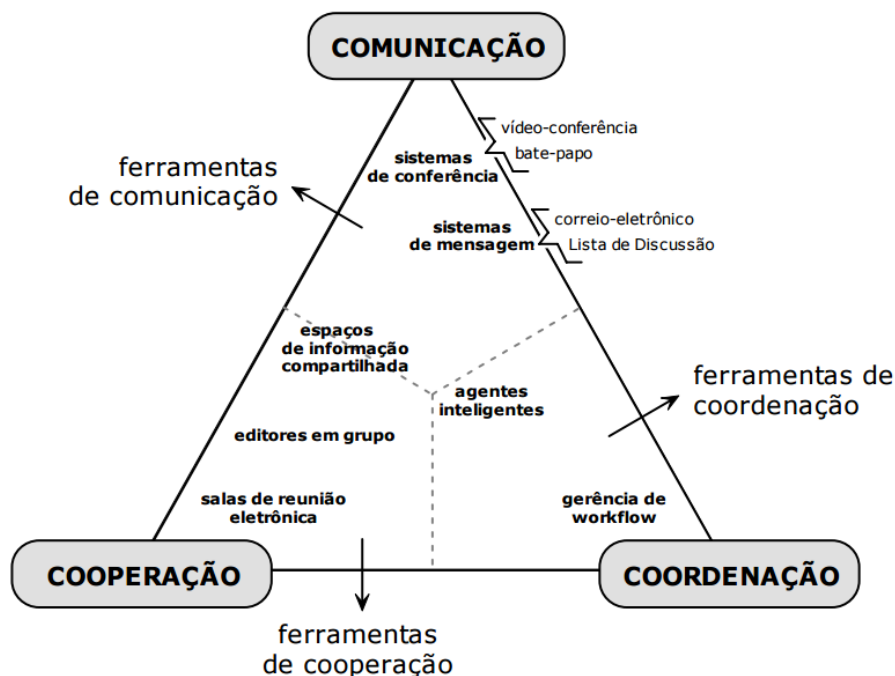 COMUNICAÇÃO
vídeo-conferência
bate-papo
sistemas
de conferência
ferramentas
de comunicação
correio-eletrônico
Lista de Discussão
sistemas
de mensagem
espaços
de informação
compartilhada
agentes
inteligentes
ferramentas de
coordenação
editores em grupo
salas de reunião
eletrônica
gerência de
workflow
COOPERAÇÃO
COORDENAÇÃO
ferramentas
de cooperação